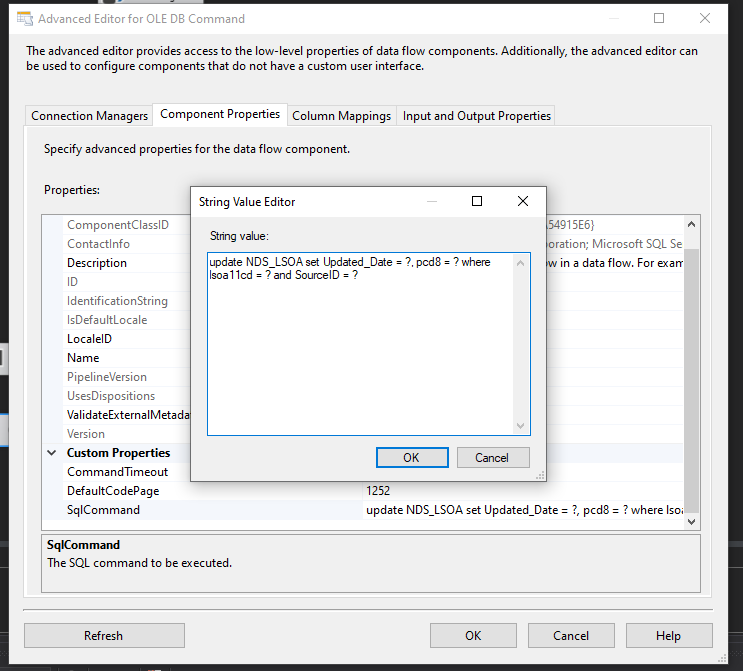 Advanced Editor for OLE DB Command
The advanced editor provides access to the low-level properties of data flow components. Additionally, the advanced editor can
be used to configure components that do not have a custom user interface.
Connection Managers Component Properties Column Mappings Input and Output Properties
Specify advanced properties for the data flow component.
Properties:
String Value Editor
String value:
update NDS_LSOA set Updated_Date = ?, pcd8 = ? where
lsoa11cd = ? and SourceID = ?
OK Cancel
ComponentClassID A54915E6}
ContactInfo oration; Microsoft SQL Se
Description w in a data flow. For exam
ID
IdentificationString
IsDefaultLocale
LocaleID
Name
PipelineVersion
UsesDispositions
ValidateExternalMetada
Version
Custom Properties
CommandTimeout
DefaultCodePage 1252
SqlCommand update NDS_LSOA set Updated_Date = ?, pcd8 = ? where lsoa
SqlCommand
The SQL command to be executed.
Refresh OK Cancel Help